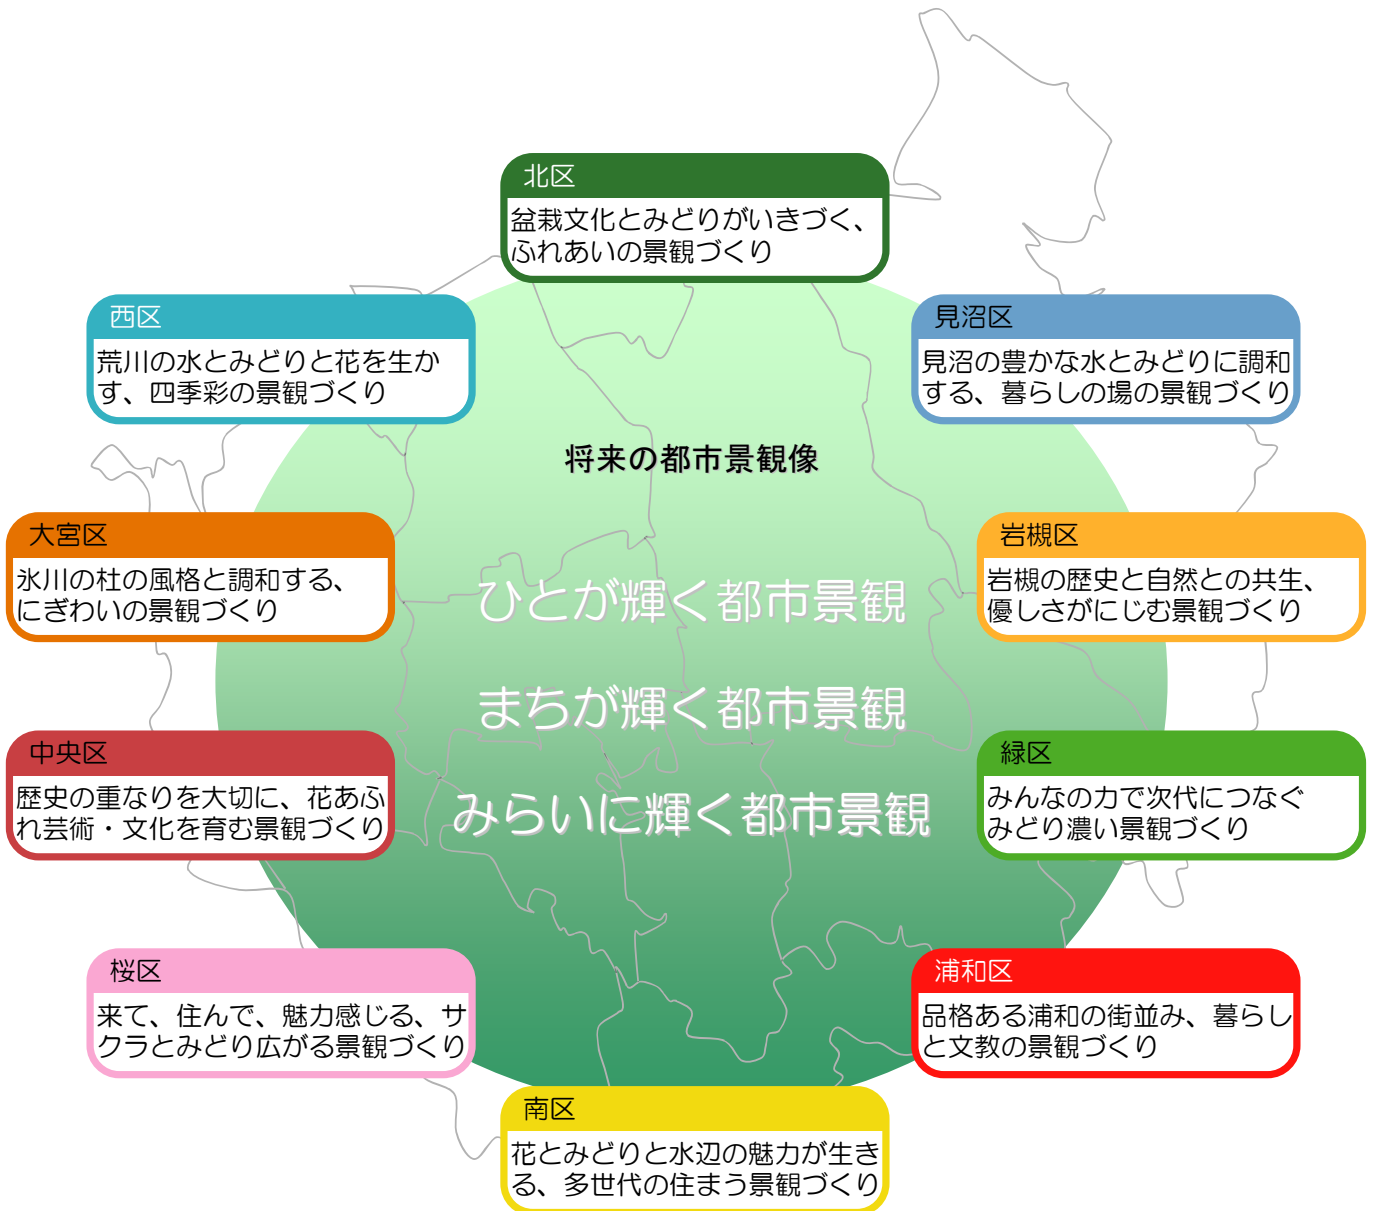 北区
盆栽文化とみどりがいきづく、
ふれあいの景観づくり
西区
荒川の水とみどりと花を生か
す、四季彩の景観づくり
見沼区
見沼の豊かな水とみどりに調和
する、暮らしの場の景観づくり
将来の都市景観像
大宮区
氷川の杜の風格と調和する、
にぎわいの景観づくり
岩槻区
岩槻の歴史と自然との共生、
優しさがにじむ景観づくり
ひとが輝く都市景観
まちが輝く都市景観
みらいに輝く都市景観
中央区
歴史の重なりを大切に、花あふ
れ芸術・文化を育む景観づくり
緑区
みんなの力で次代につなぐ
みどり濃い景観づくり
桜区
来て、住んで、魅力感じる、サ
クラとみどり広がる景観づくり
浦和区
品格ある浦和の街並み、暮らし
と文教の景観づくり
南区
花とみどりと水辺の魅力が生き
る、多世代の住まう景観づくり